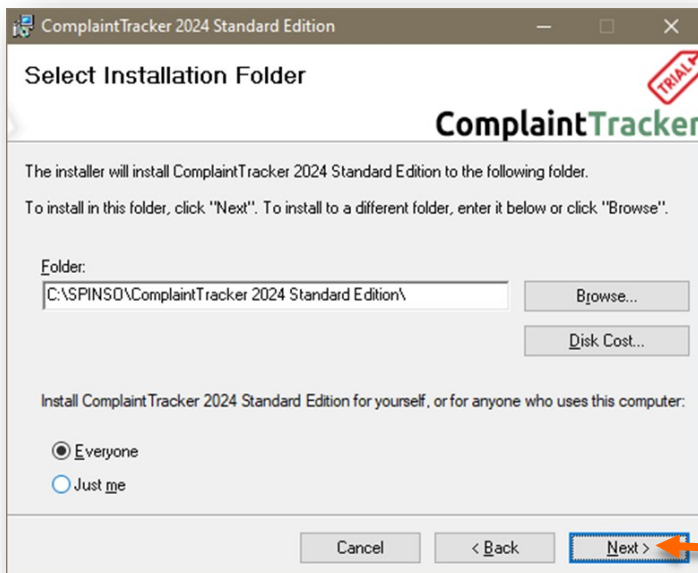 ComplaintTracker 2024 Standard Edition
Select Installation Folder
TRIAL
ComplaintTracker
The installer will install ComplaintTracker 2024 Standard Edition to the following folder.
To install in this folder, click "Next". To install to a different folder, enter it below or click "Browse".
Folder:
C:\SPINSO\ComplaintTracker 2024 Standard Edition\
Browse...
Disk Cost...
Install ComplaintTracker 2024 Standard Edition for yourself, or for anyone who uses this computer:
Everyone
Just me
Cancel < Back Next >